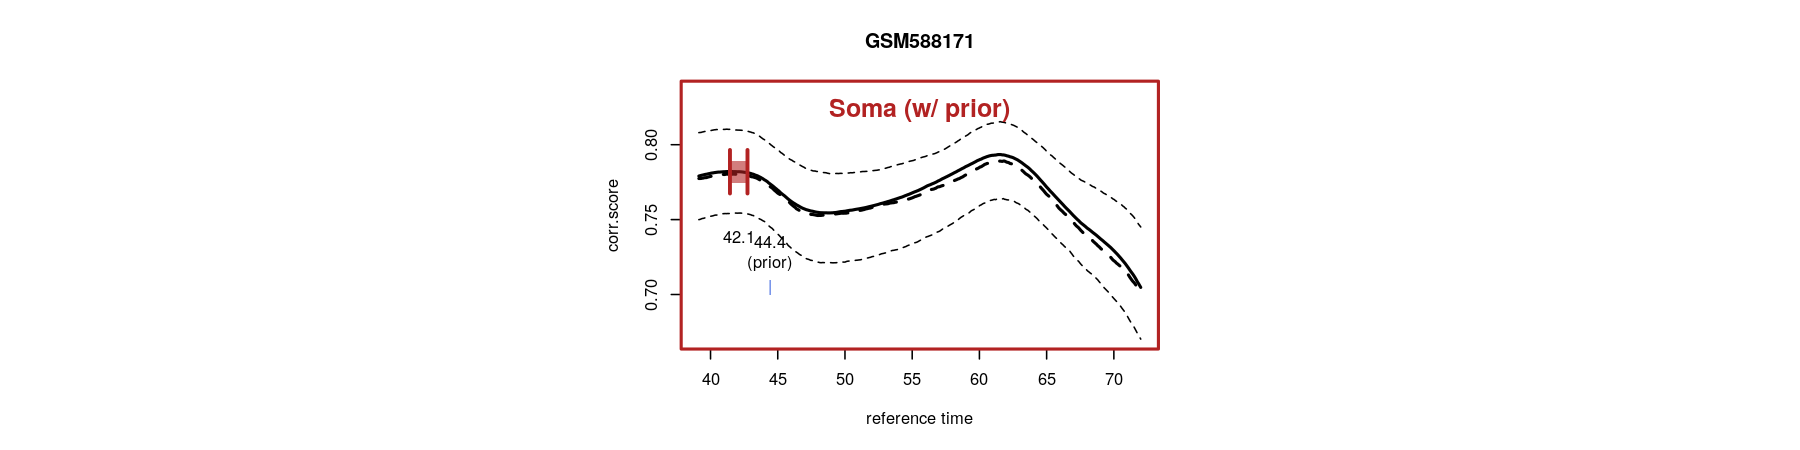 GSM588171
Soma (w/ prior)
corr.score
0.80
0.75
0.70
42.1
44.4
(prior)
40 45 50 55 60 65 70
reference time